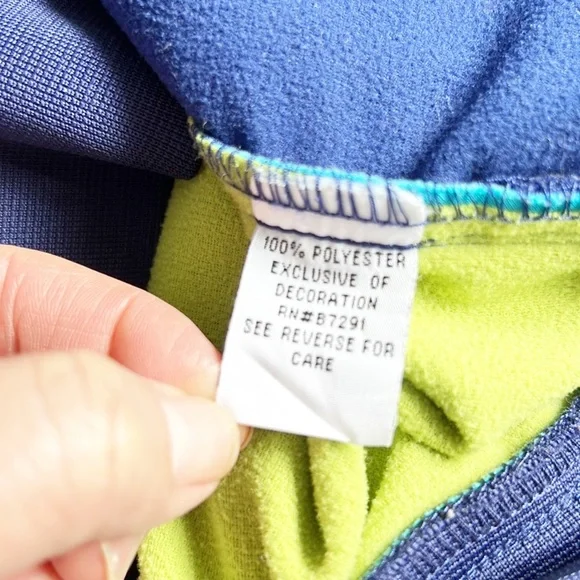 100% POLYESTER
EXCLUSIVE OF
DECORATION
RN#87291
SEE REVERSE FOR
CARE